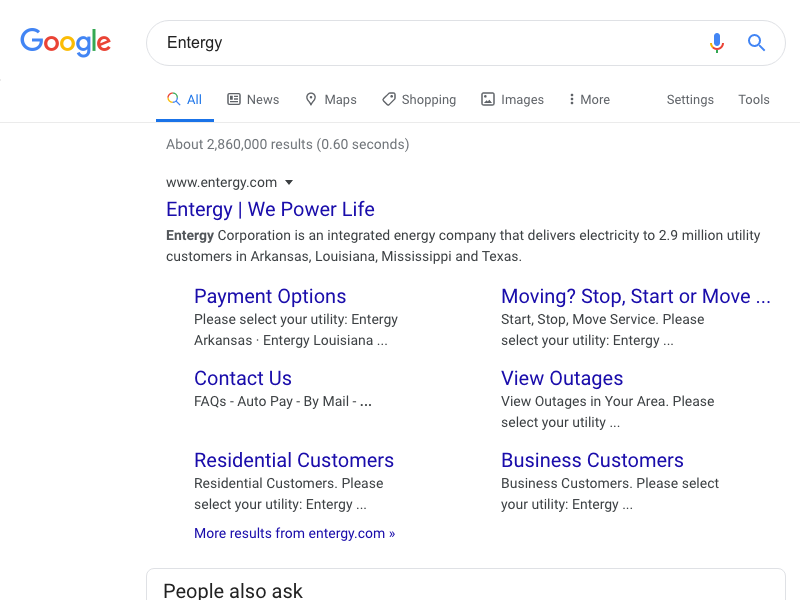 Google
Entergy
All News Maps Shopping Images More Settings Tools
About 2,860,000 results (0.60 seconds)
www.entergy.com
Entergy | We Power Life
Entergy Corporation is an integrated energy company that delivers electricity to 2.9 million utility
customers in Arkansas, Louisiana, Mississippi and Texas.
Payment Options
Please select your utility: Entergy
Arkansas · Entergy Louisiana ...
Moving? Stop, Start or Move ...
Start, Stop, Move Service. Please
select your utility: Entergy ...
Contact Us
FAQs - Auto Pay - By Mail - ...
View Outages
View Outages in Your Area. Please
select your utility ...
Residential Customers
Residential Customers. Please
select your utility: Entergy ...
Business Customers
Business Customers. Please select
your utility: Entergy ...
More results from entergy.com »
People also ask